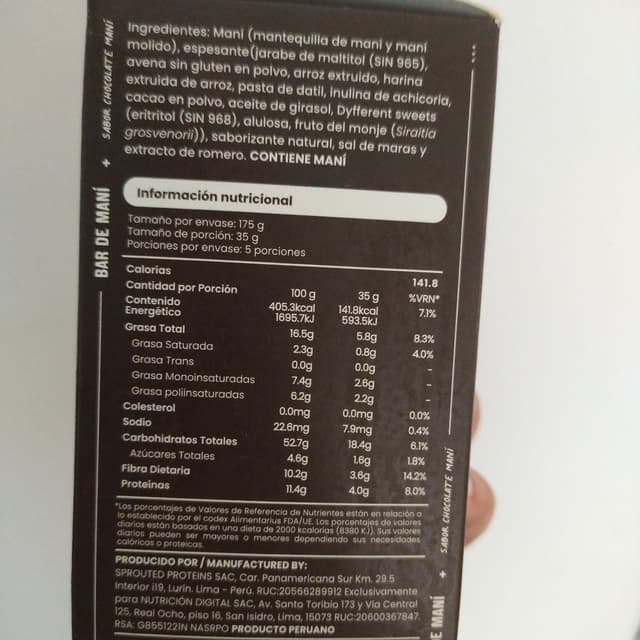 Ingredientes: Maní (mantequilla de maní y maní
molido), espesante(jarabe de maltitol (SIN 965),
avena sin gluten en polvo, arroz extruido, harina
extruida de arroz, pasta de datil, inulina de achicoria,
cacao en polvo, aceite de girasol, Dyfferent sweets
(eritritol (SIN 968), alulosa, fruto del monje (Siraitia
grosvenorii)), saborizante natural, sal de maras y
extracto de romero. CONTIENE MANÍ
BAR DE MANÍ + SABOR CHOCOLATE MANÍ
Información nutricional
Tamaño por envase: 175 g
Tamaño de porción: 35 g
Porciones por envase: 5 porciones
Calorías 141.8
Cantidad por Porción 100 g 35 g %VRN*
Contenido Energético 405.3kcal 1695.7kJ 141.8kcal 593.5kJ 7.1%
Grasa Total 16.5g 5.8g 8.3%
Grasa Saturada 2.3g 0.8g 4.0%
Grasa Trans 0.0g 0.0g -
Grasa Monoinsaturadas 7.4g 2.6g -
Grasa poliinsaturadas 6.2g 2.2g -
Colesterol 0.0mg 0.0mg 0.0%
Sodio 22.6mg 7.9mg 0.4%
Carbohidratos Totales 52.7g 18.4g 6.1%
Azúcares Totales 4.6g 1.6g 1.8%
Fibra Dietaria 10.2g 3.6g 14.2%
Proteínas 11.4g 4.0g 8.0%
*Los porcentajes de Valores de Referencia de Nutrientes están en relación a
lo establecido por el codex Alimentarius FDA/UE. Los porcentajes de valores
diarios están basados en una dieta de 2000 kcalorías (8380 KJ). Sus valores
diarios pueden ser mayores o menores dependiendo sus necesidades
calóricas o proteicas.
PRODUCIDO POR / MANUFACTURED BY:
SPROUTED PROTEINS SAC, Car. Panamericana Sur Km. 29.5
Interior i19, Lurín. Lima - Perú. RUC:20566289912 Exclusivamente
para NUTRICIÓN DIGITAL SAC, Av. Santo Toribio 173 y Vía Central
125, Real Ocho, piso 16, San Isidro, Lima, 15073 RUC:20600367847.
RSA: G8551221N NASRPO PRODUCTO PERUANO
E MANÍ + SABOR CHOCOLATE MANÍ